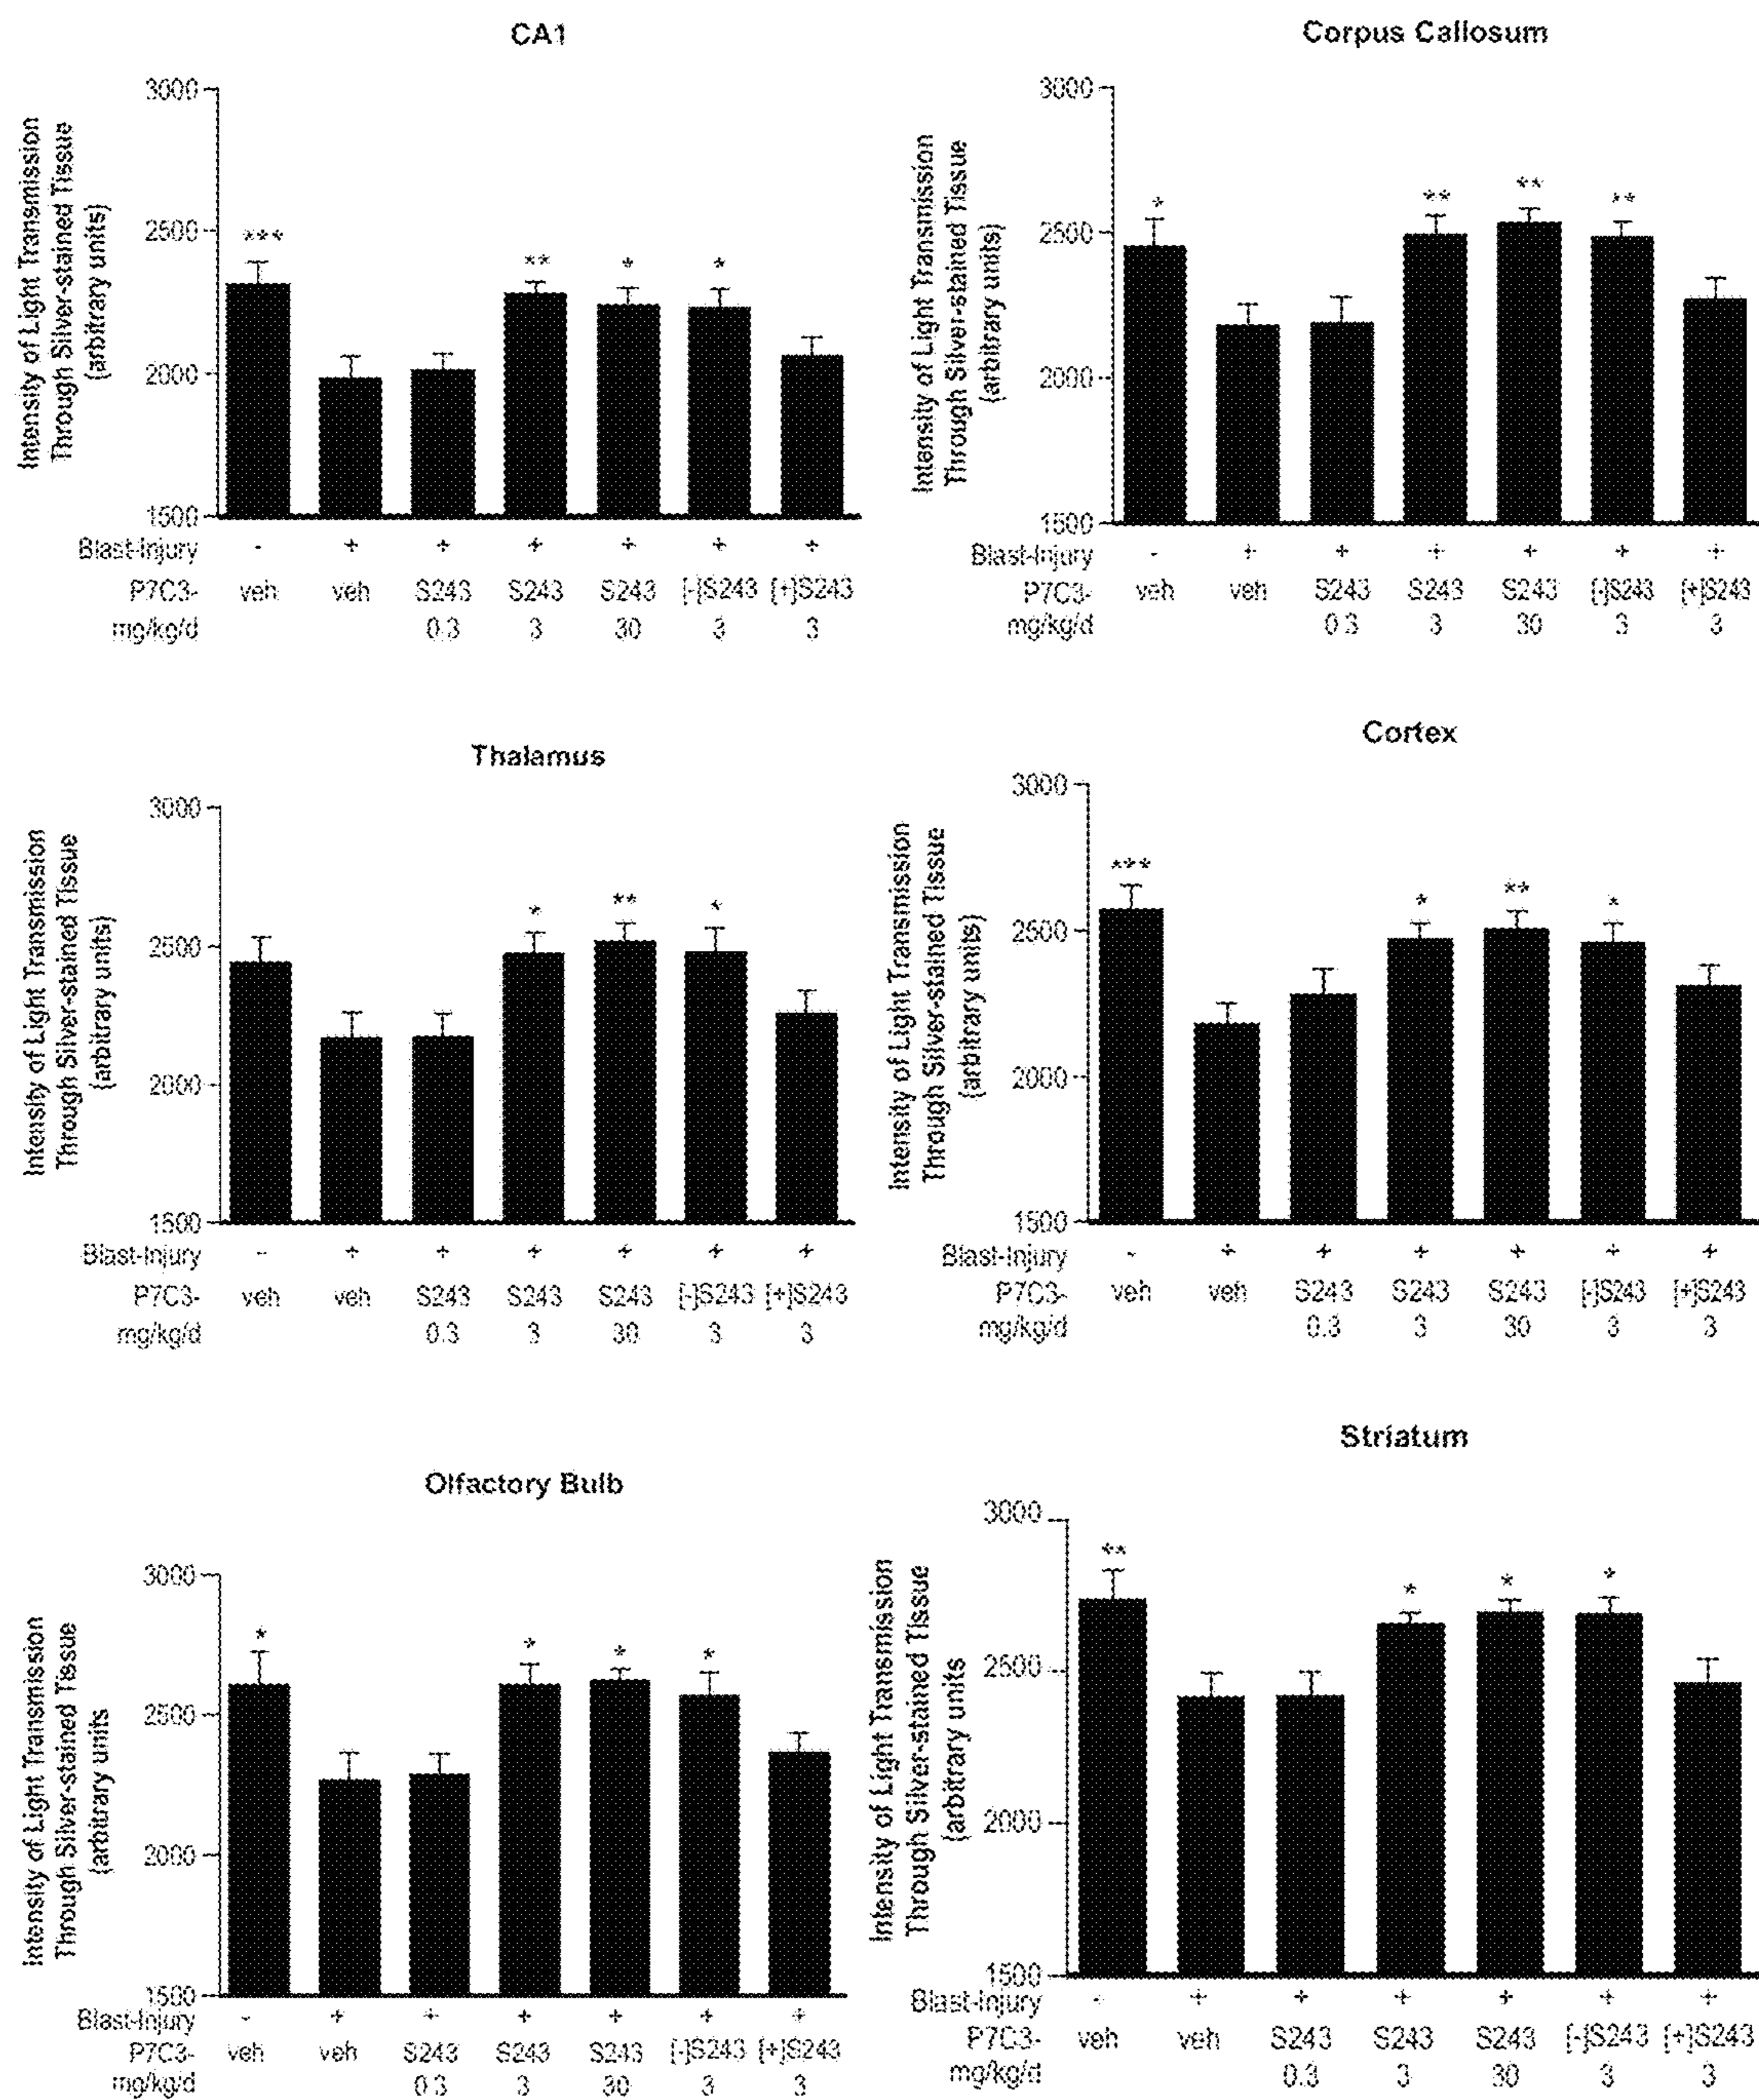 CA1
Intensity of Light Transmission
Through Silver-stained Tissue
(arbitrary units)
3000
2500
2000
1500
***
**
*
*
Blast-Injury - + + + + + +
P7C3- veh veh S243 S243 S243 [-]S243 [+]S243
mg/kg/d 0.3 3 30 3 3
Corpus Callosum
Intensity of Light Transmission
Through Silver-stained Tissue
(arbitrary units)
3000
2500
2000
1500
*
**
**
**
Blast-Injury - + + + + + +
P7C3- veh veh S243 S243 S243 [-]S243 [+]S243
mg/kg/d 0.3 3 30 3 3
Thalamus
Intensity of Light Transmission
Through Silver-stained Tissue
(arbitrary units)
3000
2500
2000
1500
*
**
*
Blast-Injury - + + + + + +
P7C3- veh veh S243 S243 S243 [-]S243 [+]S243
mg/kg/d 0.3 3 30 3 3
Cortex
Intensity of Light Transmission
Through Silver-stained Tissue
(arbitrary units)
3000
2500
2000
1500
***
*
**
*
Blast-Injury - + + + + + +
P7C3- veh veh S243 S243 S243 [-]S243 [+]S243
mg/kg/d 0.3 3 30 3 3
Olfactory Bulb
Intensity of Light Transmission
Through Silver-stained Tissue
(arbitrary units
3000
2500
2000
1500
*
*
*
*
Blast-Injury - + + + + + +
P7C3- veh veh S243 S243 S243 [-]S243 [+]S243
mg/kg/d 0.3 3 30 3 3
Striatum
Intensity of Light Transmission
Through Silver-stained Tissue
(arbitrary units
3000
2500
2000
1500
**
*
*
*
Blast-Injury - + + + + + +
P7C3- veh veh S243 S243 S243 [-]S243 [+]S243
mg/kg/d 0.3 3 30 3 3